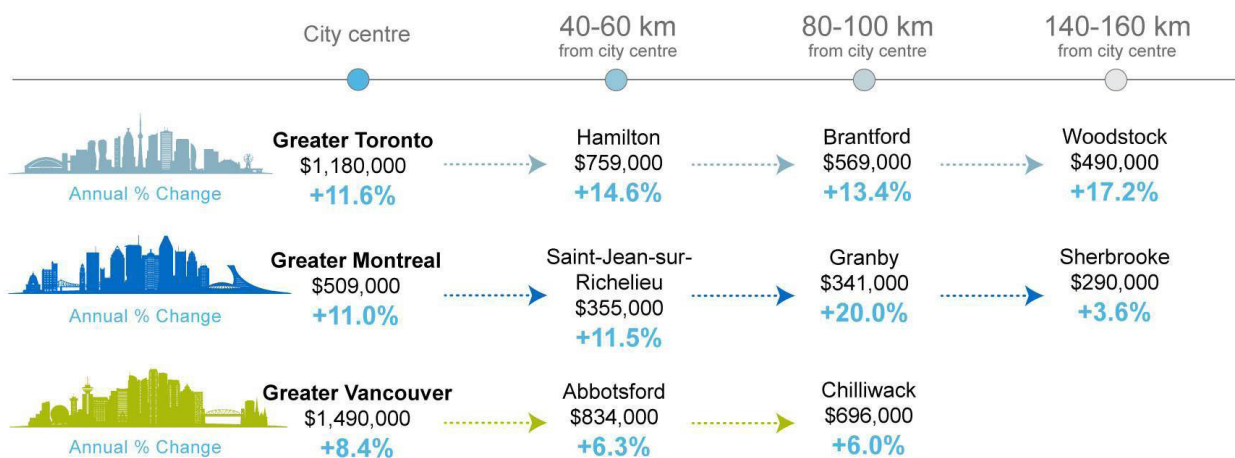 City centre
40-60 km
from city centre
80-100 km
from city centre
140-160 km
from city centre
Annual % Change
Greater Toronto
$1,180,000
+11.6%
Hamilton
$759,000
+14.6%
Brantford
$569,000
+13.4%
Woodstock
$490,000
+17.2%
Annual % Change
Greater Montreal
$509,000
+11.0%
Saint-Jean-sur-
Richelieu
$355,000
+11.5%
Granby
$341,000
+20.0%
Sherbrooke
$290,000
+3.6%
Annual % Change
Greater Vancouver
$1,490,000
+8.4%
Abbotsford
$834,000
+6.3%
Chilliwack
$696,000
+6.0%